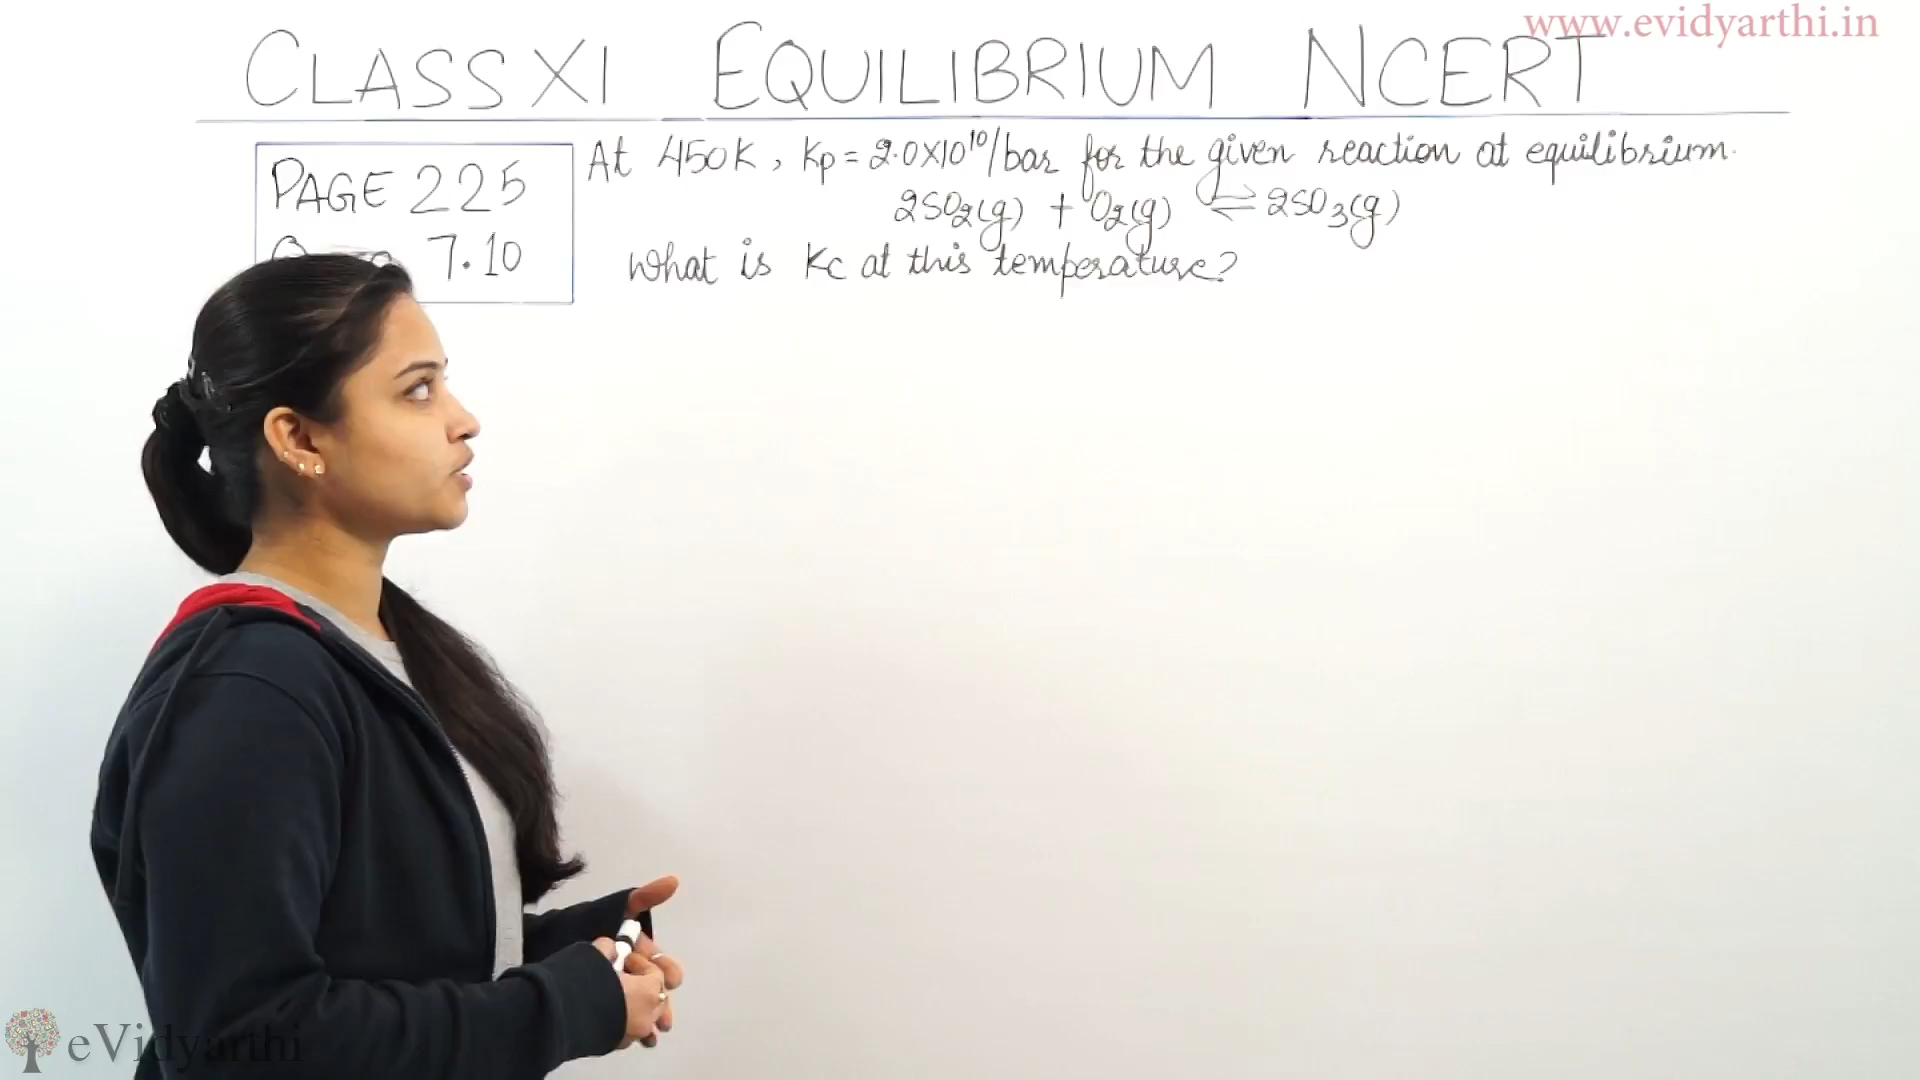 www.evidyarthi.in
CLASS XI EQUILIBRIUM NCERT
PAGE 225
7.10
At 450K, Kp = 2.0×10¹⁰/bar for the given reaction at equilibrium.
2SO₂(g) + O₂(g) ⇌ 2SO₃(g)
What is Kc at this temperature?
eVidyarthi